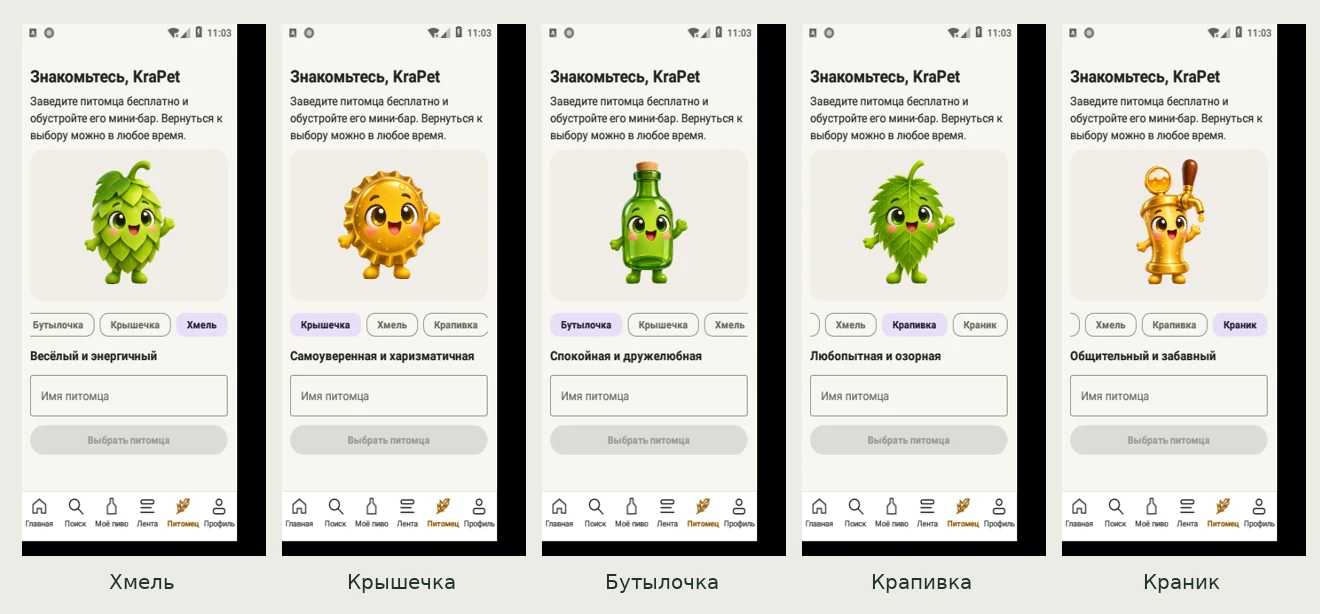 11:03
Знакомьтесь, KraPet
Заведите питомца бесплатно и
обустройте его мини-бар. Вернуться к
выбору можно в любое время.
Бутылочка Крышечка Хмель
Весёлый и энергичный
Имя питомца
Выбрать питомца
Главная Поиск Моё пиво Лента Питомец Профиль
Хмель
11:03
Знакомьтесь, KraPet
Заведите питомца бесплатно и
обустройте его мини-бар. Вернуться к
выбору можно в любое время.
Крышечка Хмель Крапивка
Самоуверенная и харизматичная
Имя питомца
Выбрать питомца
Главная Поиск Моё пиво Лента Питомец Профиль
Крышечка
11:03
Знакомьтесь, KraPet
Заведите питомца бесплатно и
обустройте его мини-бар. Вернуться к
выбору можно в любое время.
Бутылочка Крышечка Хмель
Спокойная и дружелюбная
Имя питомца
Выбрать питомца
Главная Поиск Моё пиво Лента Питомец Профиль
Бутылочка
11:03
Знакомьтесь, KraPet
Заведите питомца бесплатно и
обустройте его мини-бар. Вернуться к
выбору можно в любое время.
Хмель Крапивка Краник
Любопытная и озорная
Имя питомца
Выбрать питомца
Главная Поиск Моё пиво Лента Питомец Профиль
Крапивка
11:03
Знакомьтесь, KraPet
Заведите питомца бесплатно и
обустройте его мини-бар. Вернуться к
выбору можно в любое время.
Хмель Крапивка Краник
Общительный и забавный
Имя питомца
Выбрать питомца
Главная Поиск Моё пиво Лента Питомец Профиль
Краник